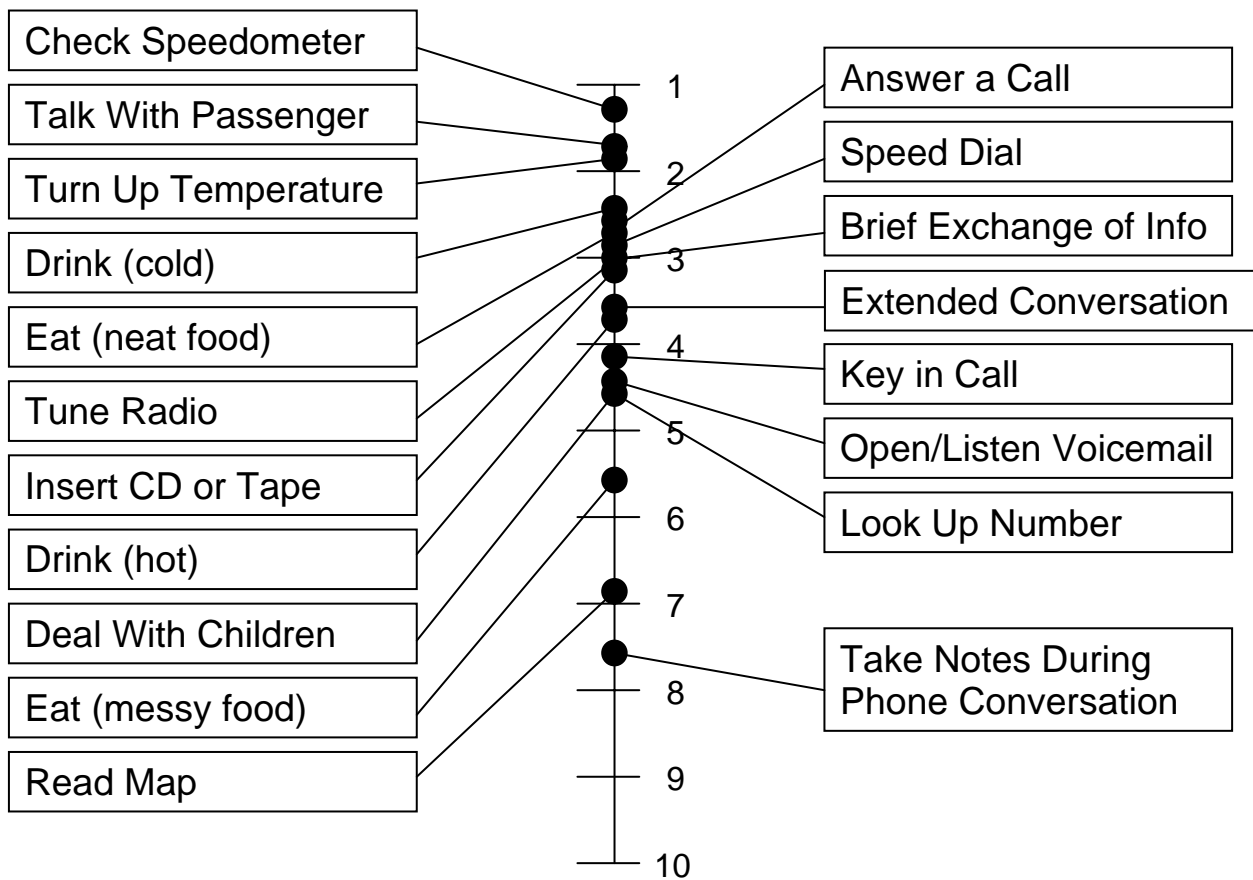 Check Speedometer
Talk With Passenger
Turn Up Temperature
Drink (cold)
Eat (neat food)
Tune Radio
Insert CD or Tape
Drink (hot)
Deal With Children
Eat (messy food)
Read Map
1
2
3
4
5
6
7
8
9
10
Answer a Call
Speed Dial
Brief Exchange of Info
Extended Conversation
Key in Call
Open/Listen Voicemail
Look Up Number
Take Notes During
Phone Conversation